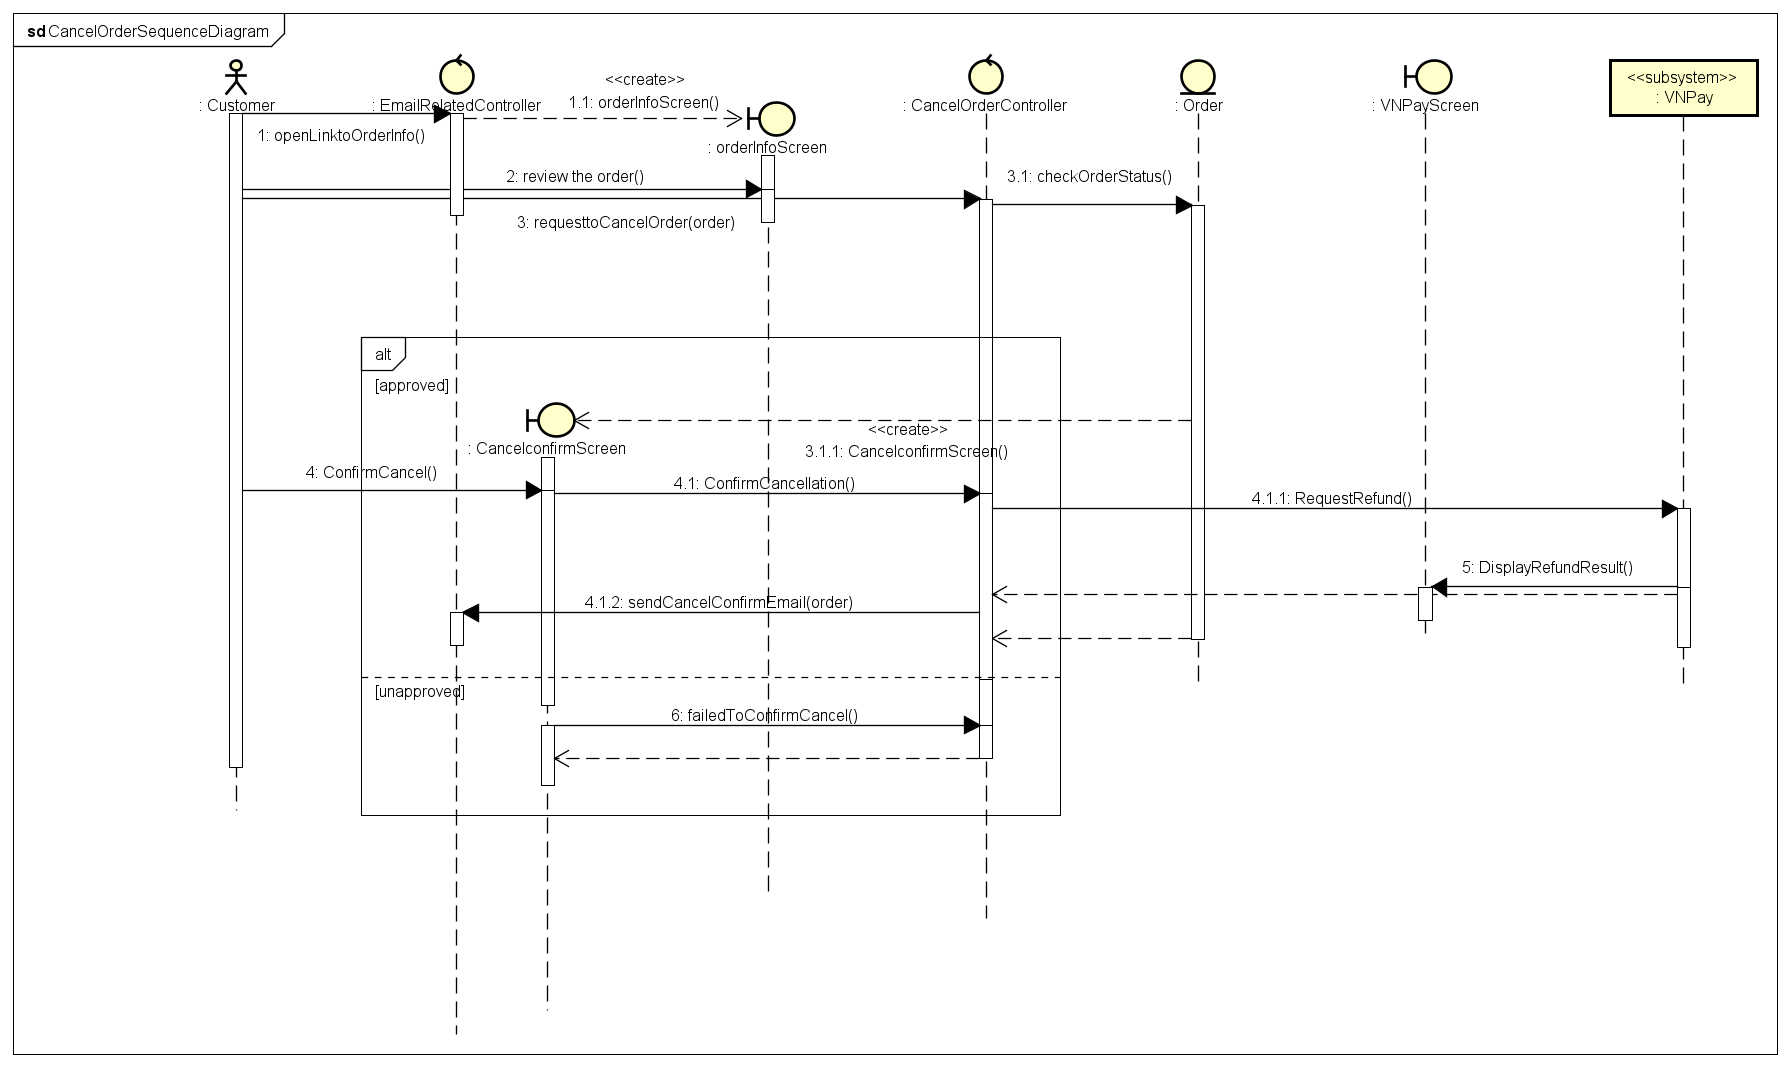 sd CancelOrderSequenceDiagram
: Customer
: EmailRelatedController
<<create>>
1.1: orderInfoScreen()
: orderInfoScreen
: CancelOrderController
: Order
: VNPayScreen
<<subsystem>>
: VNPay
1: openLinktoOrderInfo()
2: review the order()
3.1: checkOrderStatus()
3: requesttoCancelOrder(order)
alt
[approved]
<<create>>
3.1.1: CancelconfirmScreen()
: CancelconfirmScreen
4: ConfirmCancel()
4.1: ConfirmCancellation()
4.1.1: RequestRefund()
5: DisplayRefundResult()
4.1.2: sendCancelConfirmEmail(order)
[unapproved]
6: failedToConfirmCancel()